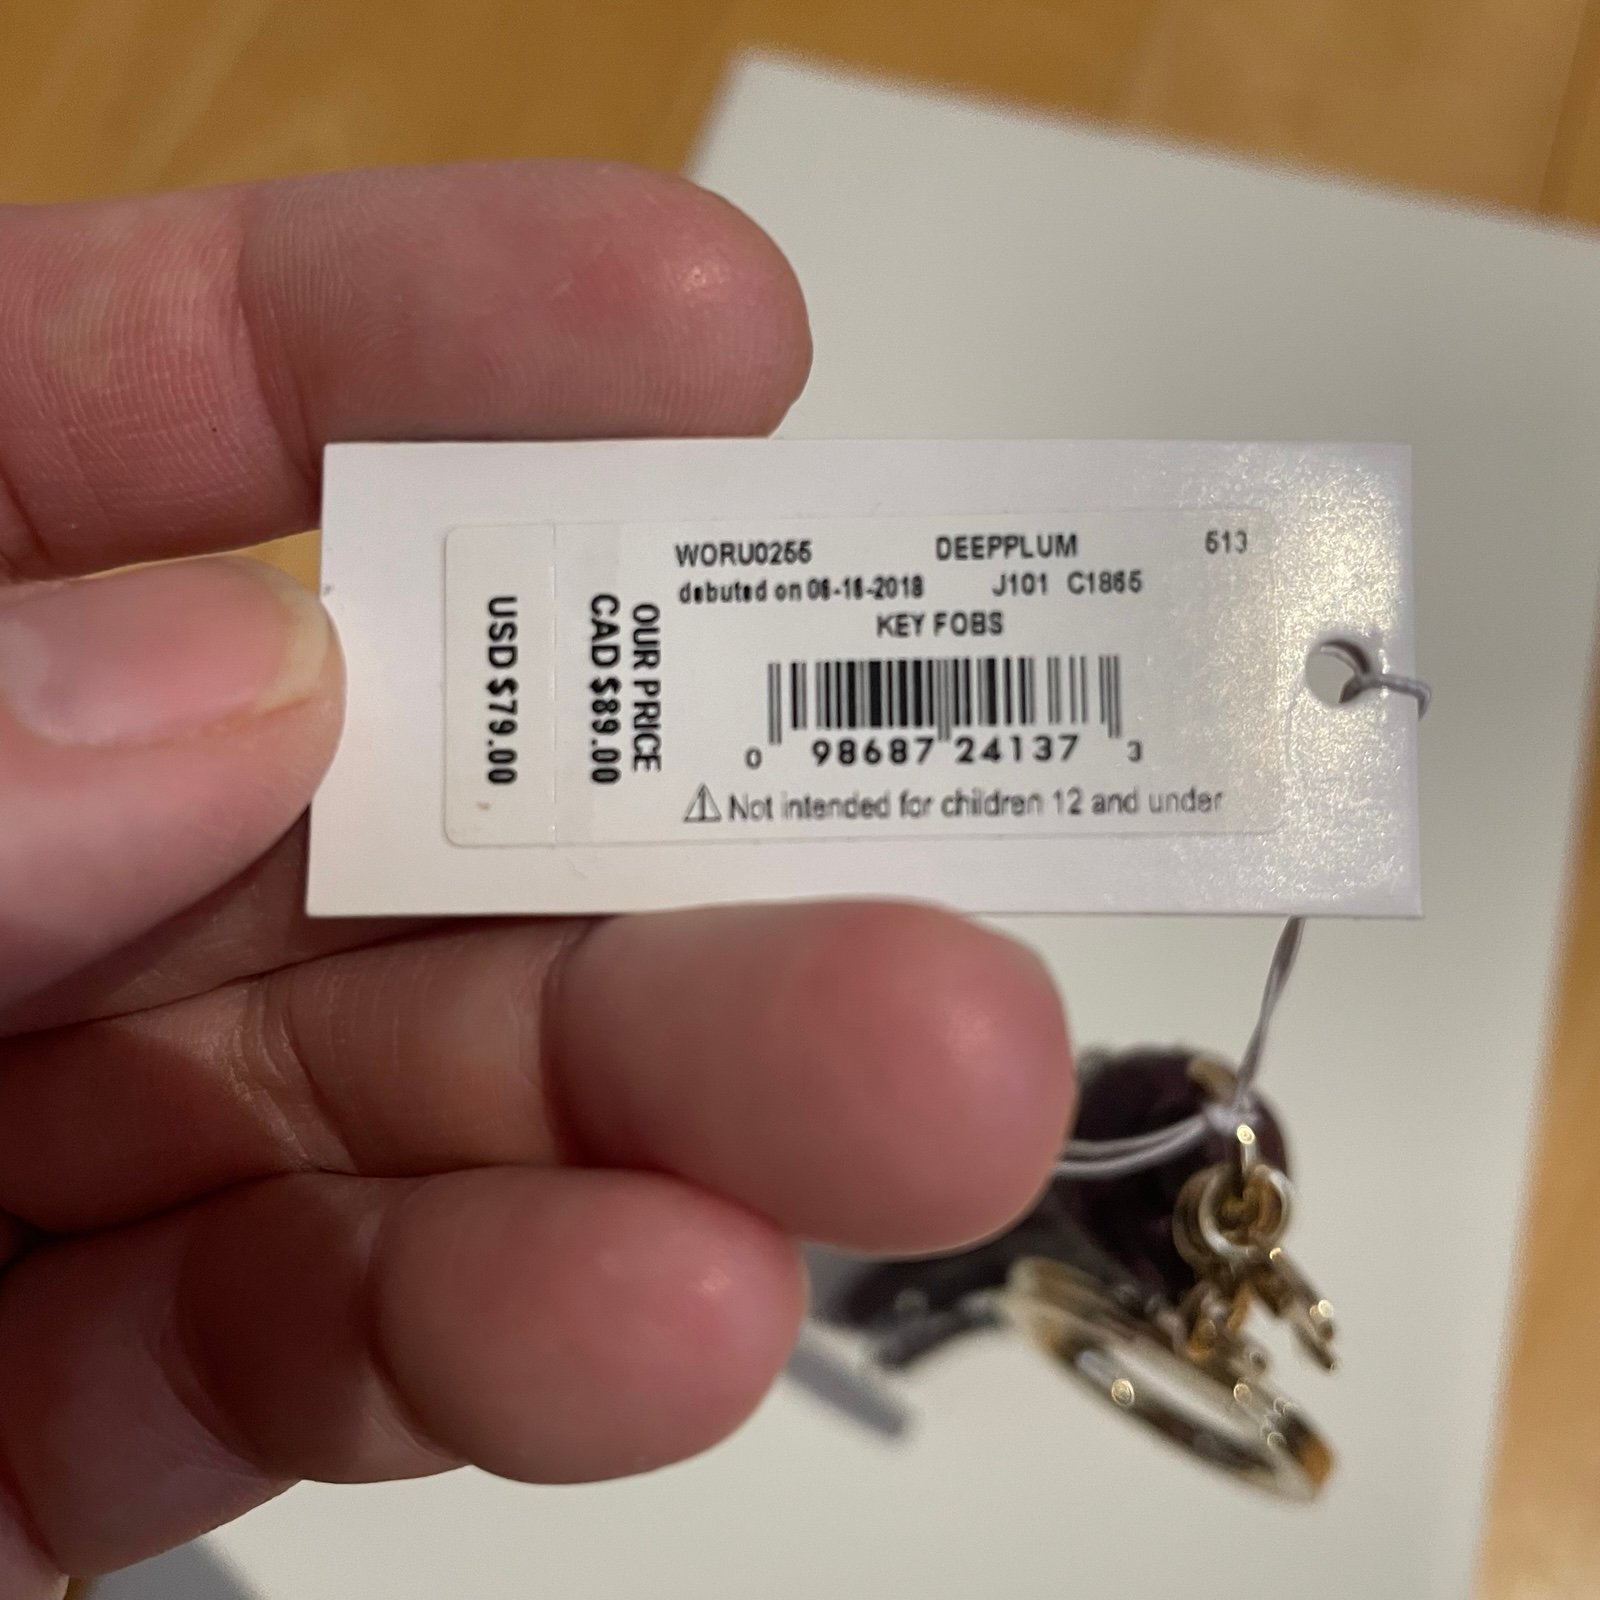 WORU0255 DEEPPLUM 513
debuted on 06-16-2018 J101 C1865
KEY FOBS
0 98687 24137 3
Not intended for children 12 and under
OUR PRICE
CAD $89.00
USD $79.00